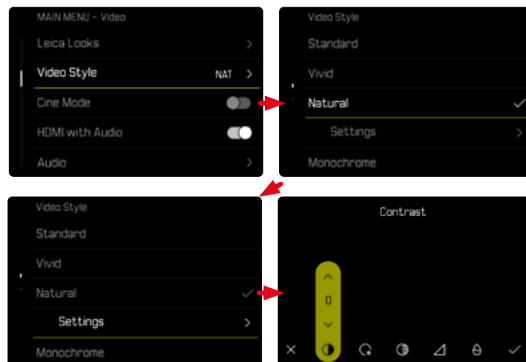 MAIN MENU - Video
Leica Looks
Video Style NAT
Cine Mode
HDMI with Audio
Audio
Video Style
Standard
Vivid
Natural
Settings
Monochrome
Video Style
Standard
Vivid
Natural
Settings
Monochrome
Contrast
0